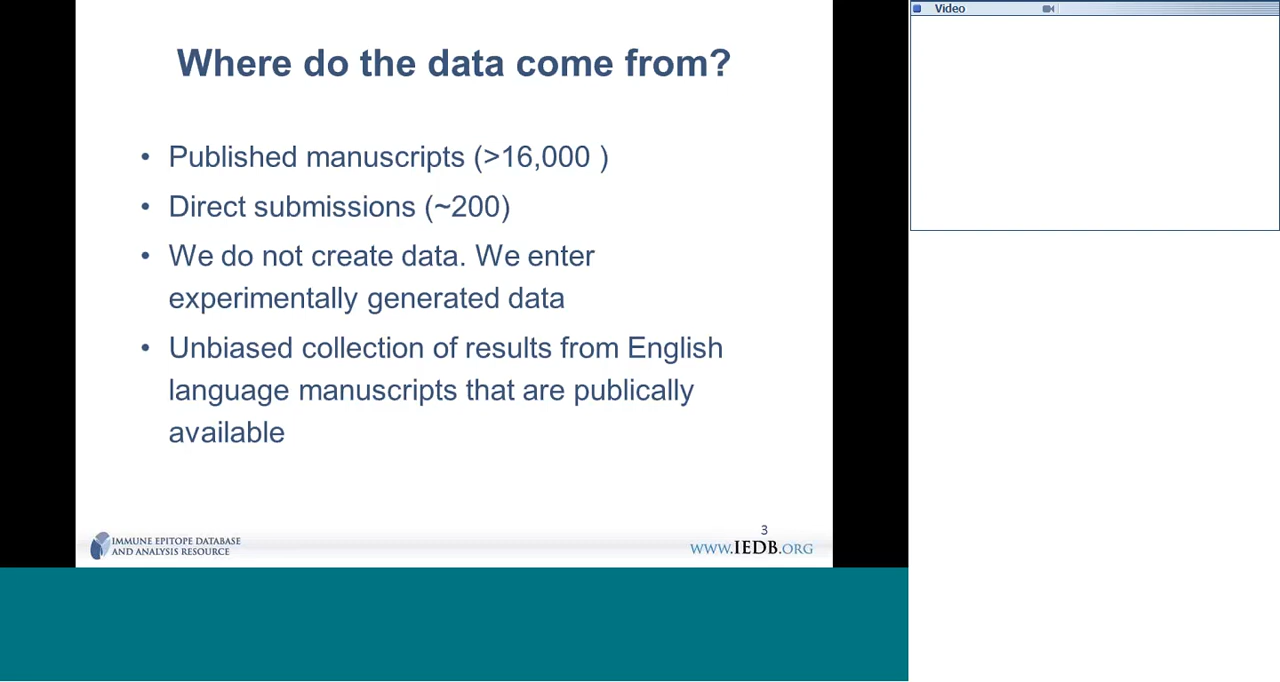 Video
Where do the data come from?
• Published manuscripts (>16,000 )
• Direct submissions (~200)
• We do not create data. We enter
experimentally generated data
• Unbiased collection of results from English
language manuscripts that are publically
available
3
IMMUNE EPITOPE DATABASE
AND ANALYSIS RESOURCE
WWW.IEDB.ORG